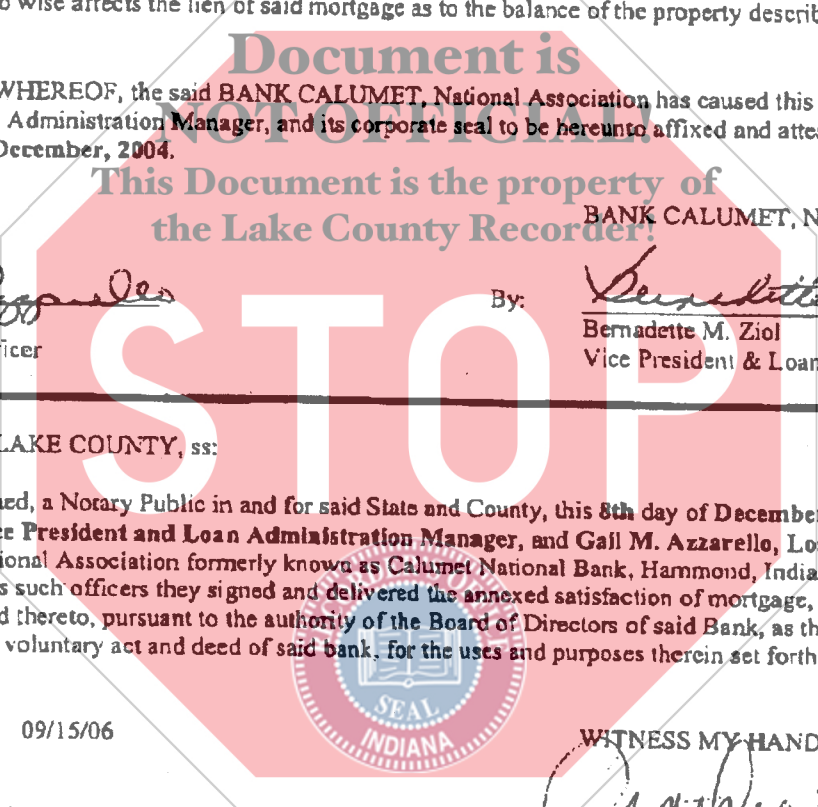 wise affects the lien of said mortgage as to the balance of the property describ
Document is
WHEREOF, the said BANK CALUMET, National Association has caused this
NOT OFFICIAL!
Administration Manager, and its corporate seal to be hereunto affixed and atte
December, 2004.
This Document is the property of
the Lake County Recorder!
BANK CALUMET, N
By:
Bernadette
icer
Bernadette M. Ziol
Vice President & Loan
STOP
LAKE COUNTY, ss:
ed, a Notary Public in and for said State and County, this 8th day of December
ce President and Loan Administration Manager, and Gail M. Azzarello, Lo
ional Association formerly known as Calumet National Bank, Hammond, India
s such officers they signed and delivered the annexed satisfaction of mortgage,
d thereto, pursuant to the authority of the Board of Directors of said Bank, as th
voluntary act and deed of said bank, for the uses and purposes therein set forth
SEAL
INDIANA
09/15/06
WITNESS MY HAND